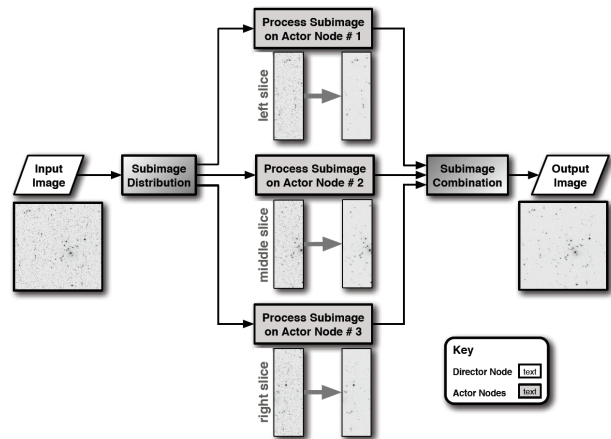 Process Subimage
on Actor Node # 1
left slice
Input
Image
Subimage
Distribution
Process Subimage
on Actor Node # 2
Subimage
Combination
Output
Image
middle slice
Process Subimage
on Actor Node # 3
right slice
Key
Director Node text
Actor Nodes text